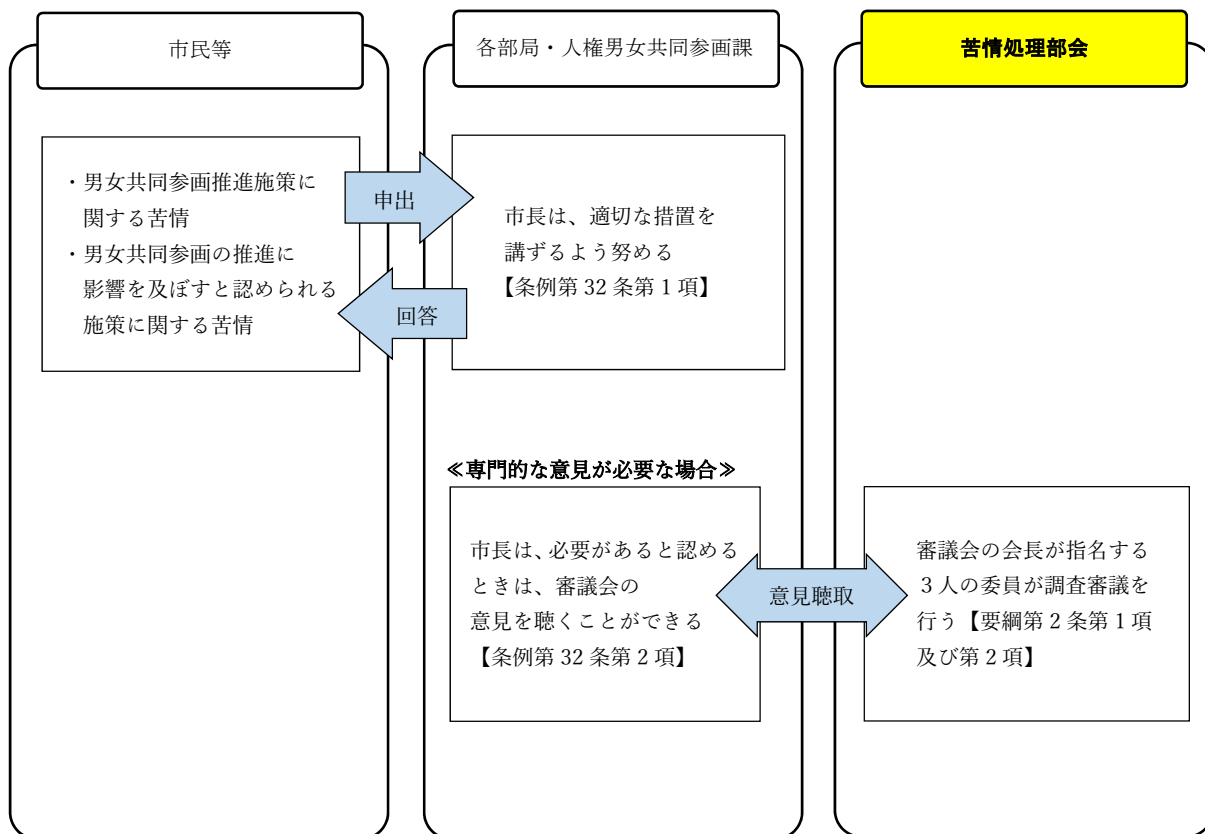 市民等
各部局・人権男女共同参画課
苦情処理部会
・男女共同参画推進施策に
関する苦情
・男女共同参画の推進に
影響を及ぼすと認められる
施策に関する苦情
申出
回答
市長は、適切な措置を
講ずるよう努める
【条例第 32 条第 1 項】
≪専門的な意見が必要な場合≫
市長は、必要があると認める
ときは、審議会の
意見を聴くことができる
【条例第 32 条第 2 項】
意見聴取
審議会の会長が指名する
3人の委員が調査審議を
行う【要綱第 2 条第 1 項
及び第 2 項】